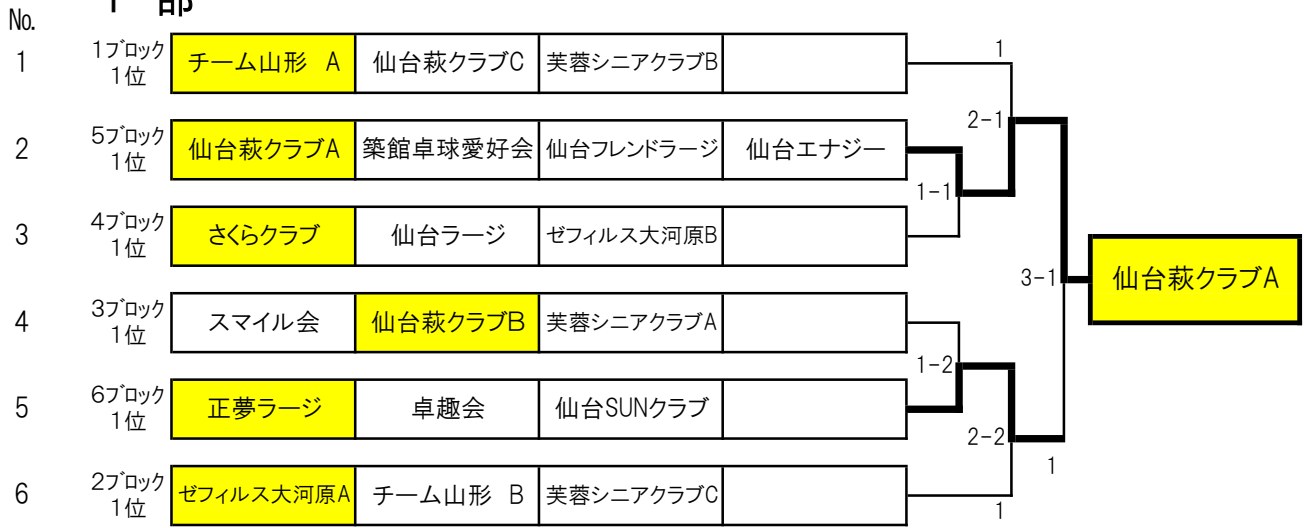 1 部
No.
1 1ブロック 1位 チーム山形 A 仙台萩クラブC 芙蓉シニアクラブB 1
2-1
2 5ブロック 1位 仙台萩クラブA 築館卓球愛好会 仙台フレンドラージ 仙台エナジー
1-1
3 4ブロック 1位 さくらクラブ 仙台ラージ ゼフィルス大河原B
3-1 仙台萩クラブA
4 3ブロック 1位 スマイル会 仙台萩クラブB 芙蓉シニアクラブA
1-2
5 6ブロック 1位 正夢ラージ 卓趣会 仙台SUNクラブ
2-2
1
6 2ブロック 1位 ゼフィルス大河原A チーム山形 B 芙蓉シニアクラブC
1